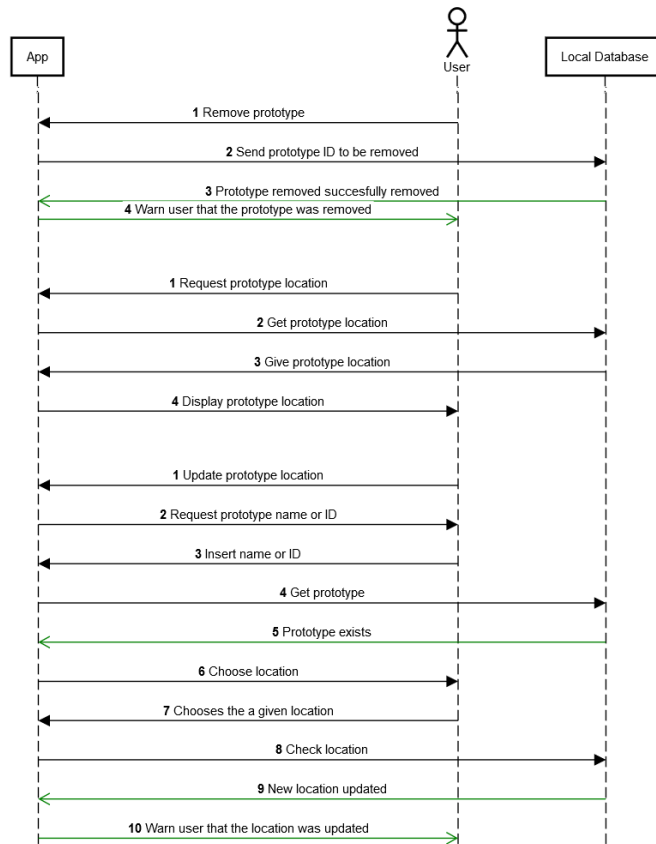 App
User
Local Database
1 Remove prototype
2 Send prototype ID to be removed
3 Prototype removed succesfully removed
4 Warn user that the prototype was removed
1 Request prototype location
2 Get prototype location
3 Give prototype location
4 Display prototype location
1 Update prototype location
2 Request prototype name or ID
3 Insert name or ID
4 Get prototype
5 Prototype exists
6 Choose location
7 Chooses the a given location
8 Check location
9 New location updated
10 Warn user that the location was updated